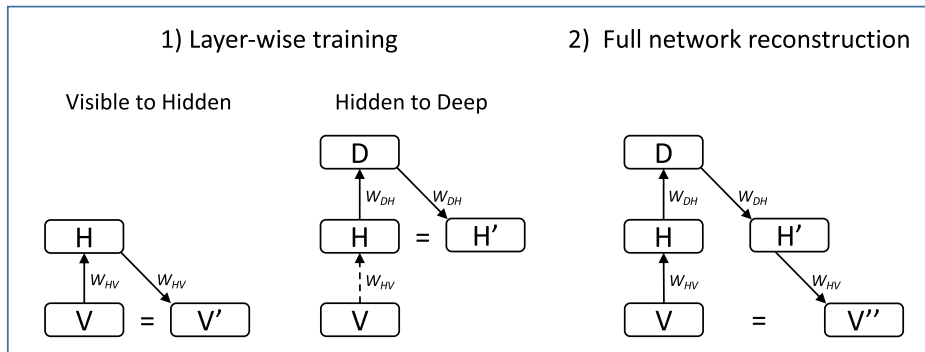 1) Layer-wise training
2) Full network reconstruction
Visible to Hidden
Hidden to Deep
H
W_HV
W_HV
V
=
V’
D
W_DH
W_DH
H
=
H’
W_HV
V
D
W_DH
W_DH
H
H’
W_HV
W_HV
V
=
V’’